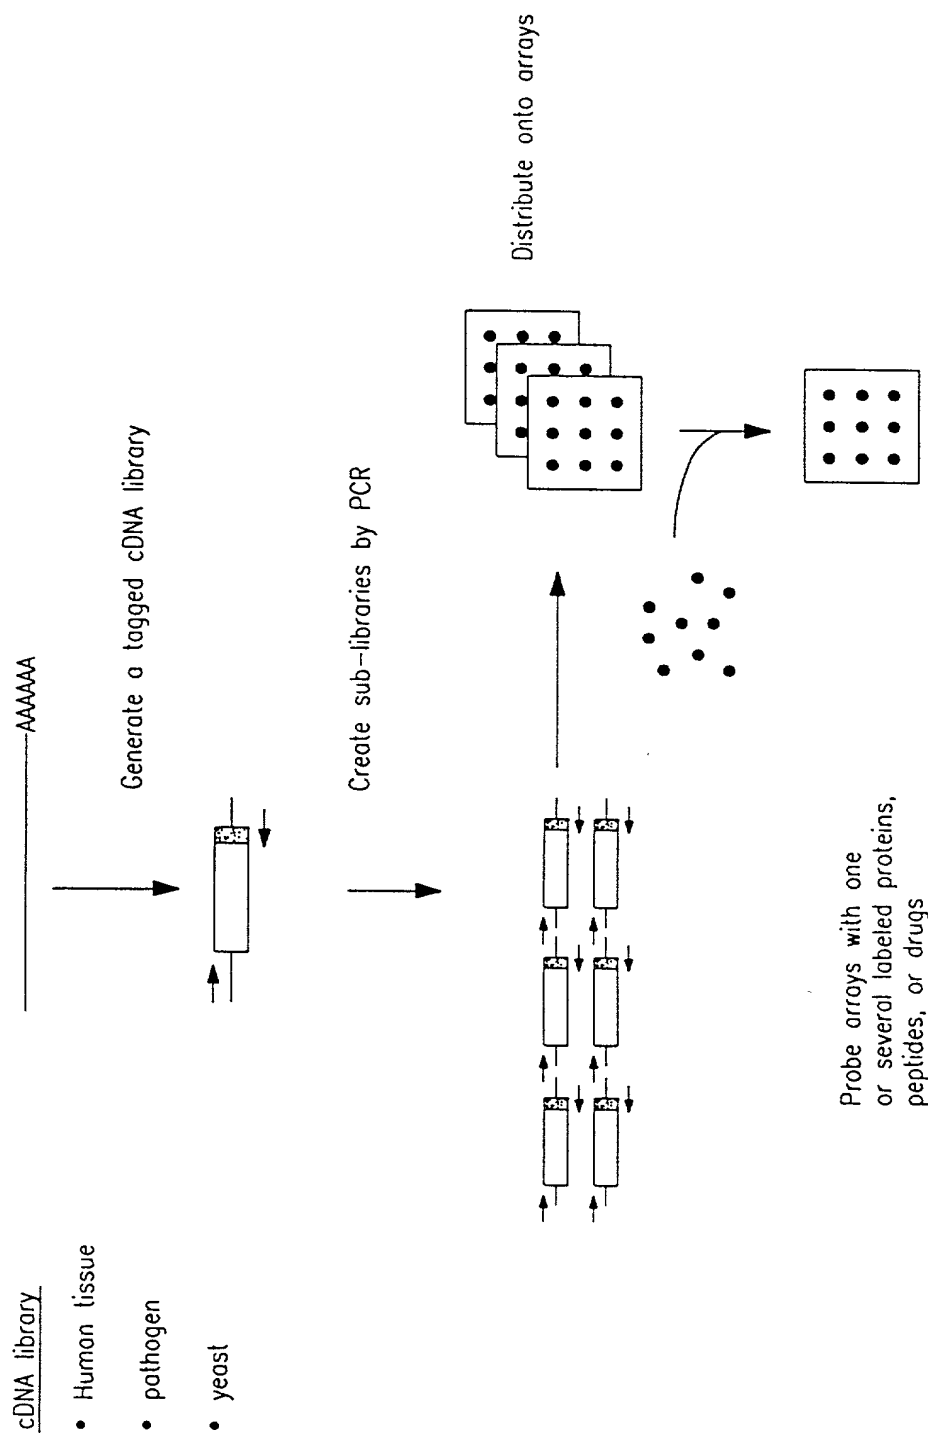 cDNA library
• Human tissue
• pathogen
• yeast
AAAAAA
Generate a tagged cDNA library
Create sub-libraries by PCR
Distribute onto arrays
Probe arrays with one
or several labeled proteins,
peptides, or drugs